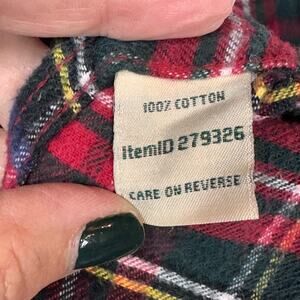 100% COTTON
ItemID 279326
CARE ON REVERSE